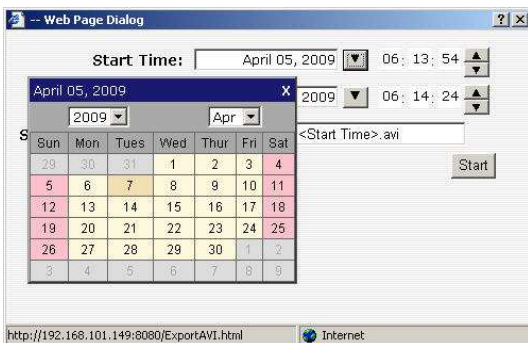 -- Web Page Dialog
Start Time: April 05, 2009 06: 13: 54
April 05, 2009 x
2009 06: 14: 24
2009 Apr
S <Start Time>.avi
Sun Mon Tues Wed Thur Fri Sat
29 30 31 1 2 3 4
Start
5 6 7 8 9 10 11
12 13 14 15 16 17 18
19 20 21 22 23 24 25
26 27 28 29 30 1 2
3 4 5 6 7 8 9
http://192.168.101.149:8080/ExportAVI.html Internet